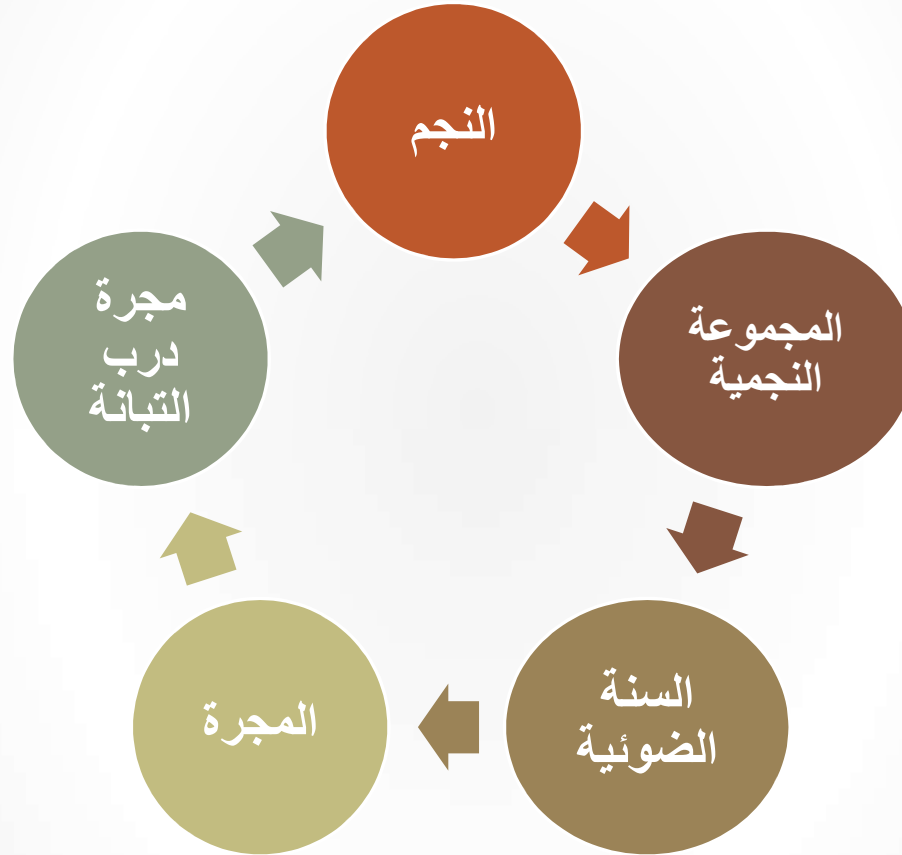 النجم
المجموعة
النجمية
السنة
الضوئية
المجرة
مجرة
درب
التبانة